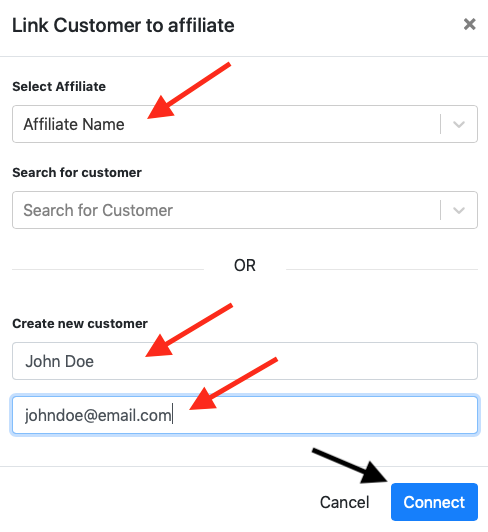 Link Customer to affiliate ×
Select Affiliate
Affiliate Name
Search for customer
Search for Customer
OR
Create new customer
John Doe
johndoe@email.com
Cancel Connect